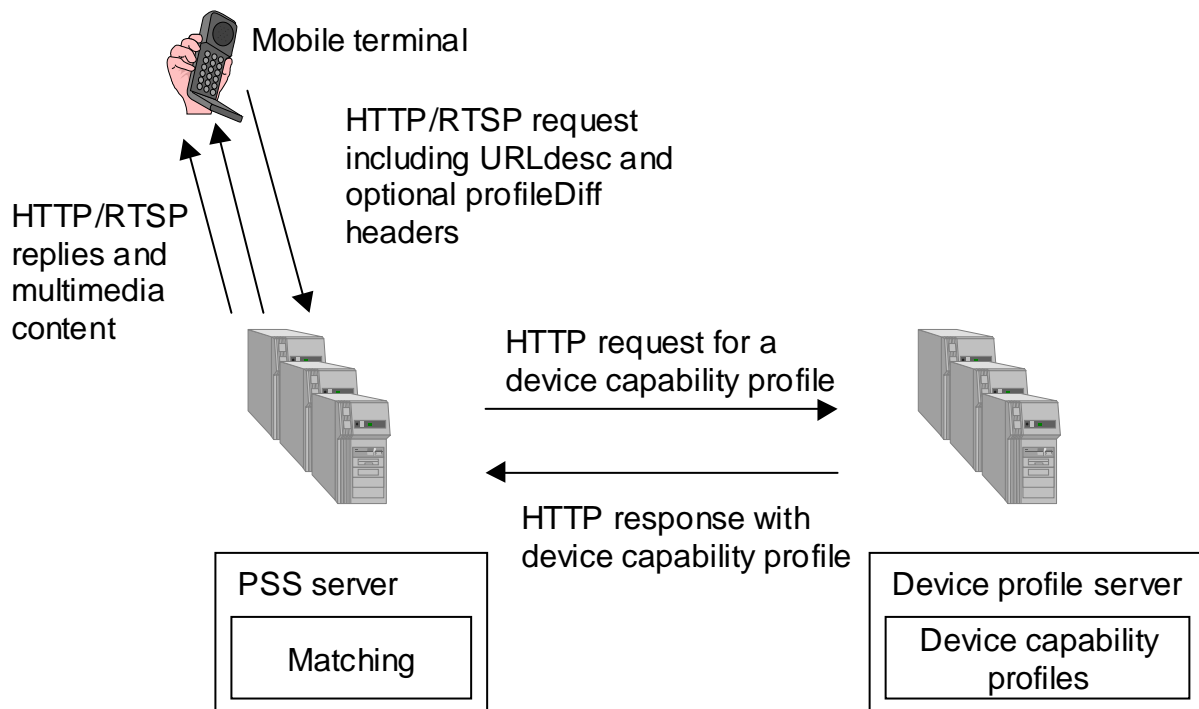 Mobile terminal
HTTP/RTSP request
including URLdesc and
optional profileDiff
headers
HTTP/RTSP
replies and
multimedia
content
HTTP request for a
device capability profile
HTTP response with
device capability profile
PSS server
Matching
Device profile server
Device capability
profiles